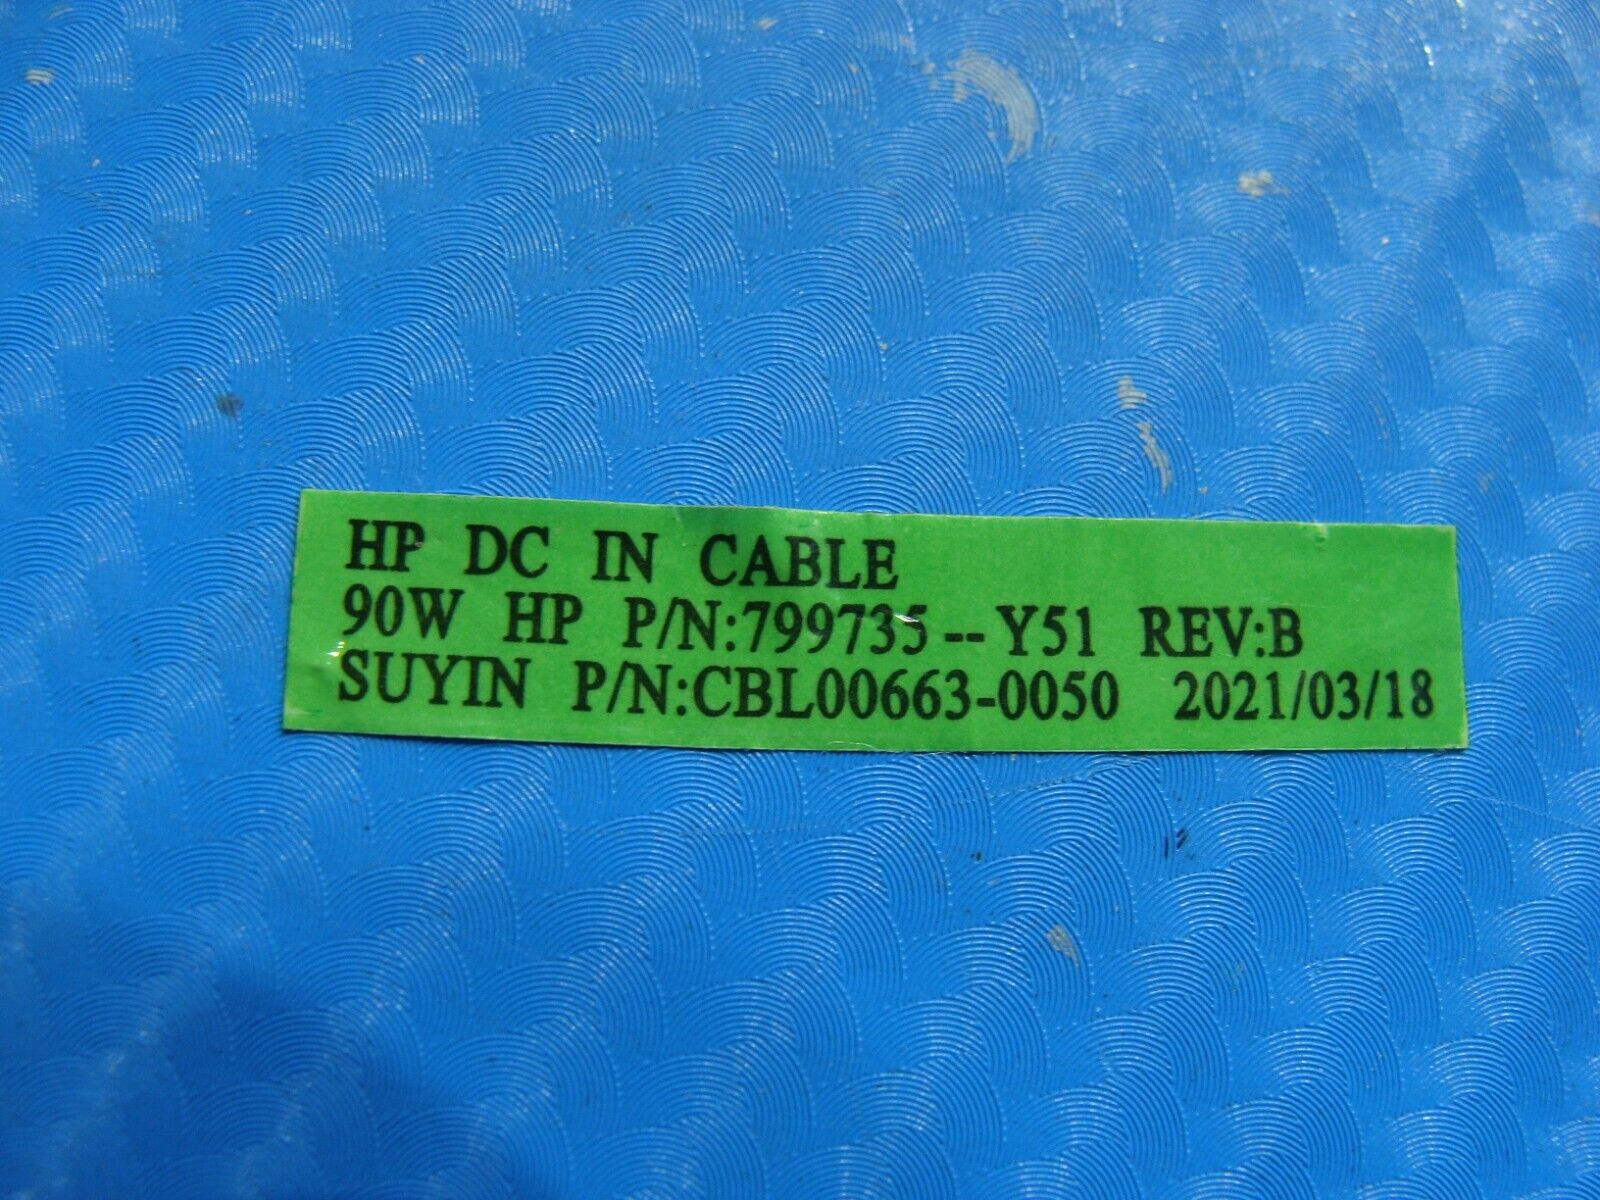 HP DC IN CABLE
90W HP P/N:799735--Y51 REV:B
SUYIN P/N:CBL00663-0050 2021/03/18